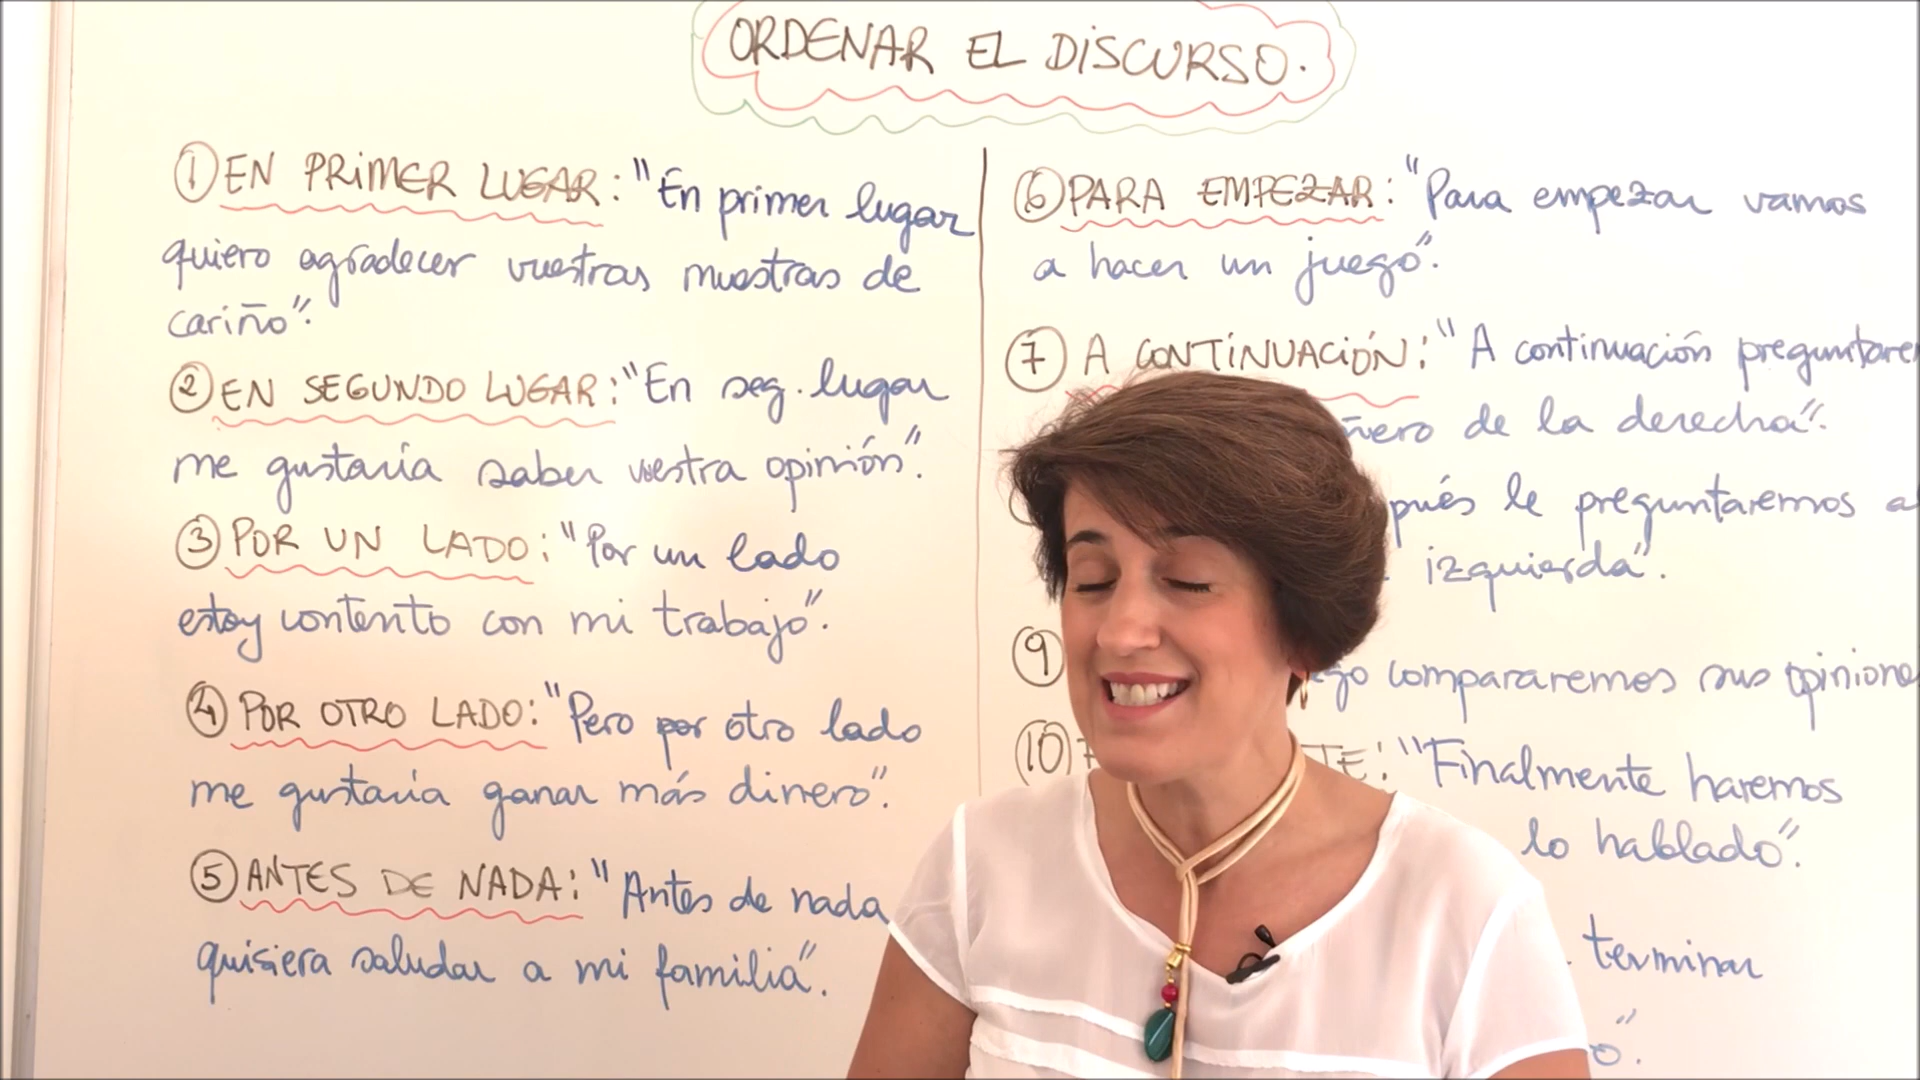 ORDENAR EL DISCURSO.
① EN PRIMER LUGAR: "En primer lugar
quiero agradecer vuestras muestras de
cariño".
② EN SEGUNDO LUGAR: "En seg. lugar
me gustaría saber vuestra opinión".
③ POR UN LADO: "Por un lado
estoy contento con mi trabajo".
④ POR OTRO LADO: "Pero por otro lado
me gustaría ganar más dinero".
⑤ ANTES DE NADA: "Antes de nada
quisiera saludar a mi familia".
⑥ PARA EMPEZAR: "Para empezar vamos
a hacer un juego".
⑦ A CONTINUACIÓN: "A continuación
de la derecha".
le preguntaremos a
izquierda".
⑨ compararemos sus
⑩ "Finalmente haremos
lo hablado".
terminar